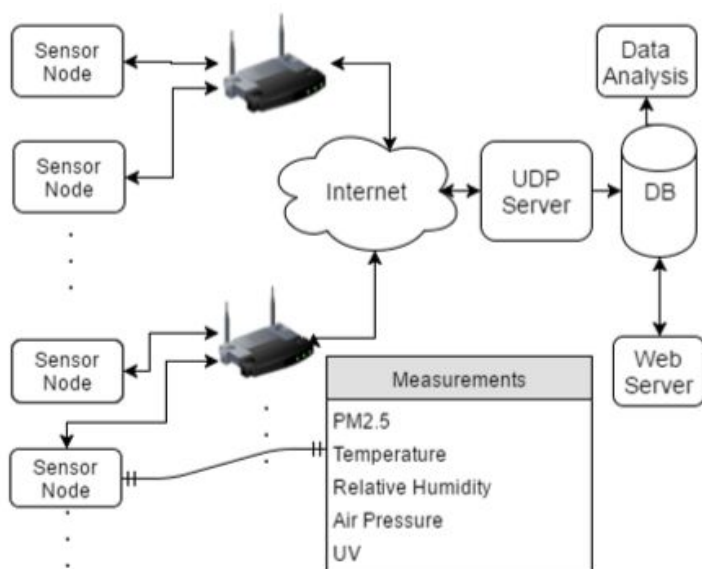 Sensor
Node
Sensor
Node
Sensor
Node
Sensor
Node
Internet
UDP
Server
Data
Analysis
DB
Web
Server
Measurements
PM2.5
Temperature
Relative Humidity
Air Pressure
UV